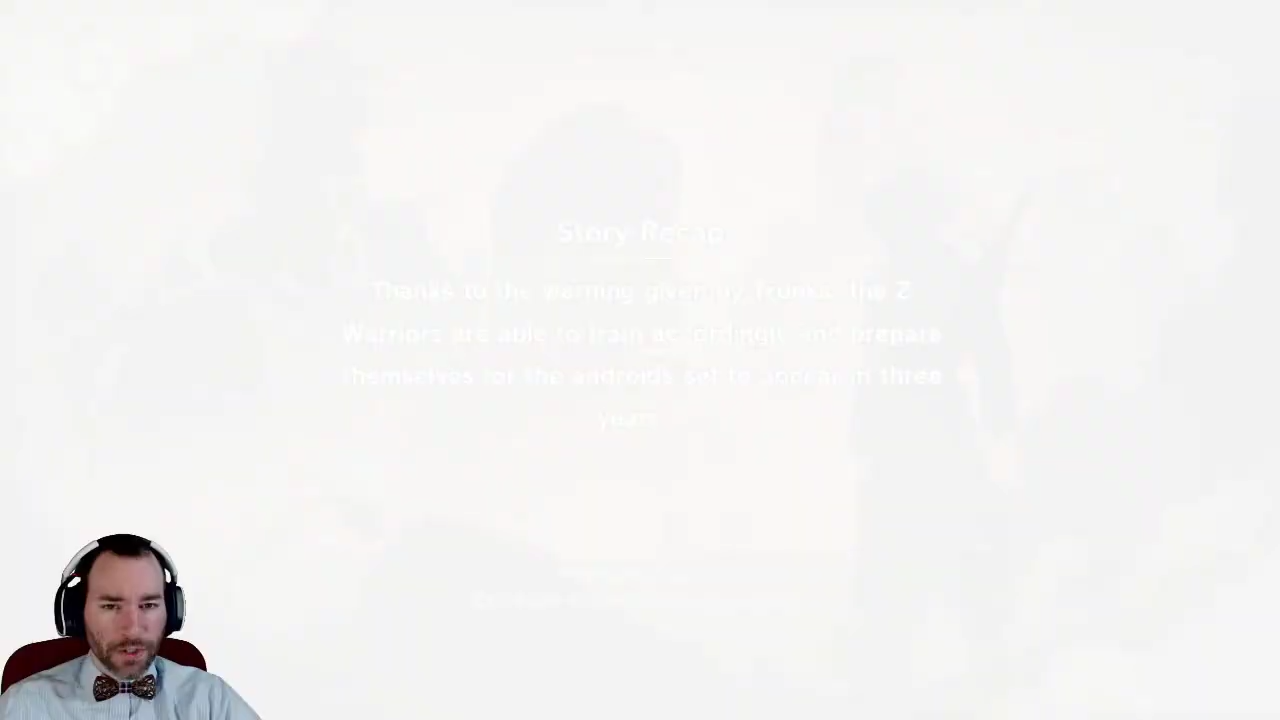 Story Recap
Thanks to the warning given by Trunks, the Z
Warriors are able to train accordingly and prepare
themselves for the androids set to appear in three
years.